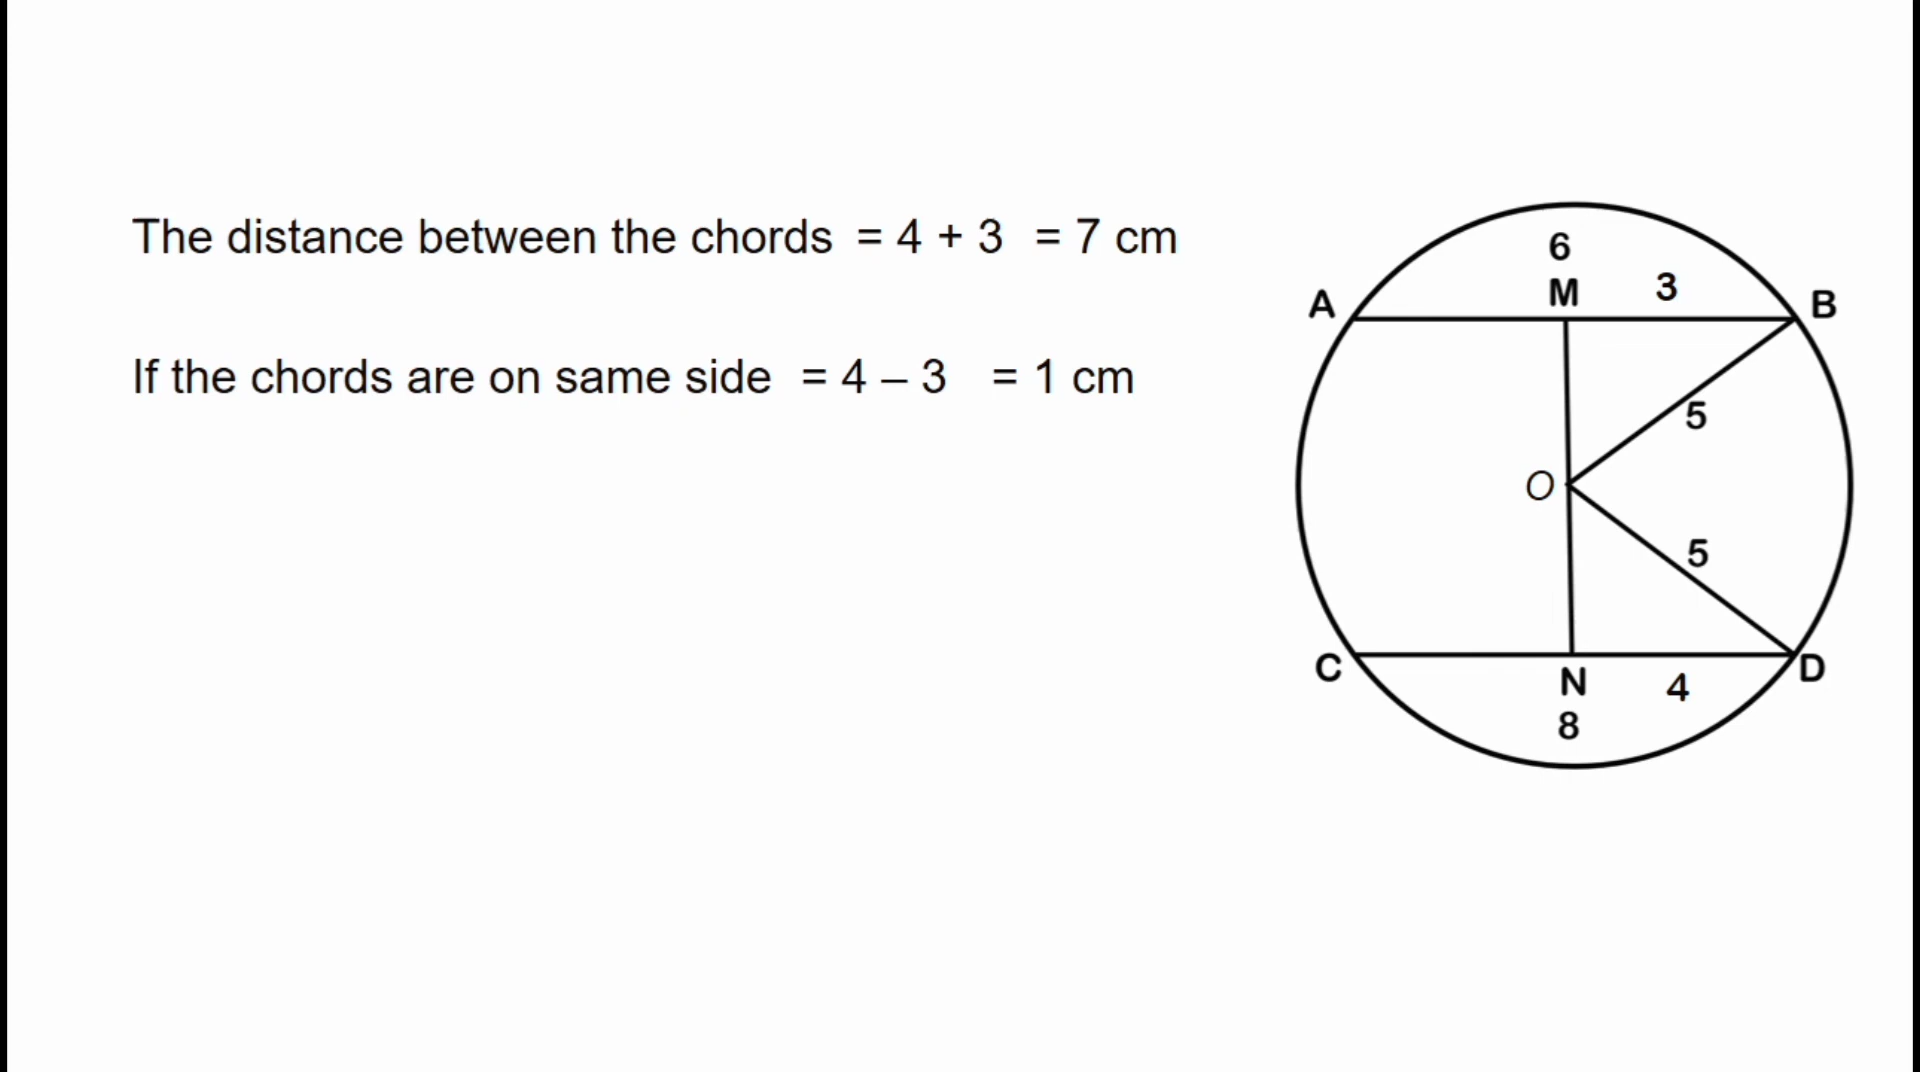 The distance between the chords = 4 + 3 = 7 cm
If the chords are on same side = 4 – 3 = 1 cm
6
M 3
A B
5
O
5
C D
N 4
8